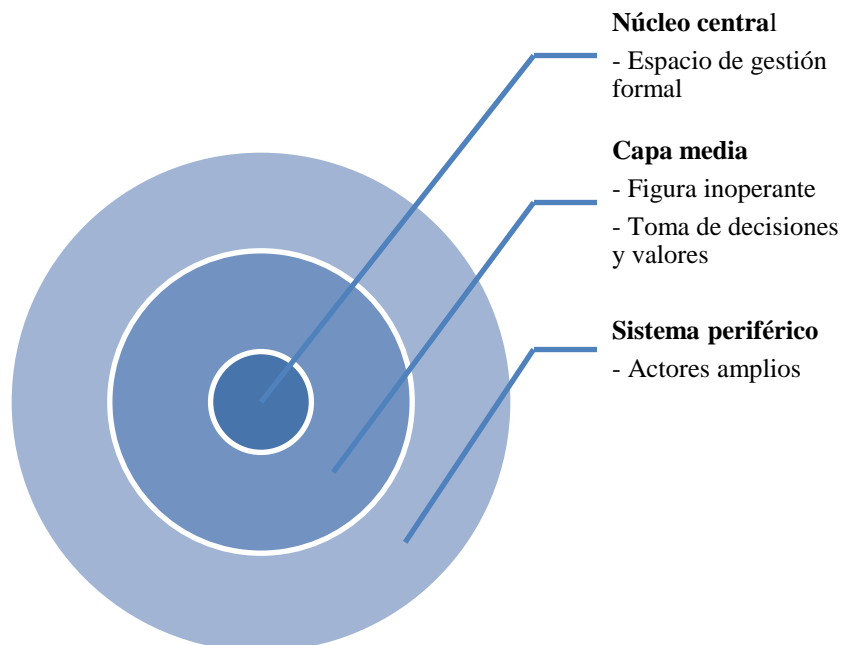 Núcleo central
- Espacio de gestión
formal
Capa media
- Figura inoperante
- Toma de decisiones
y valores
Sistema periférico
- Actores amplios